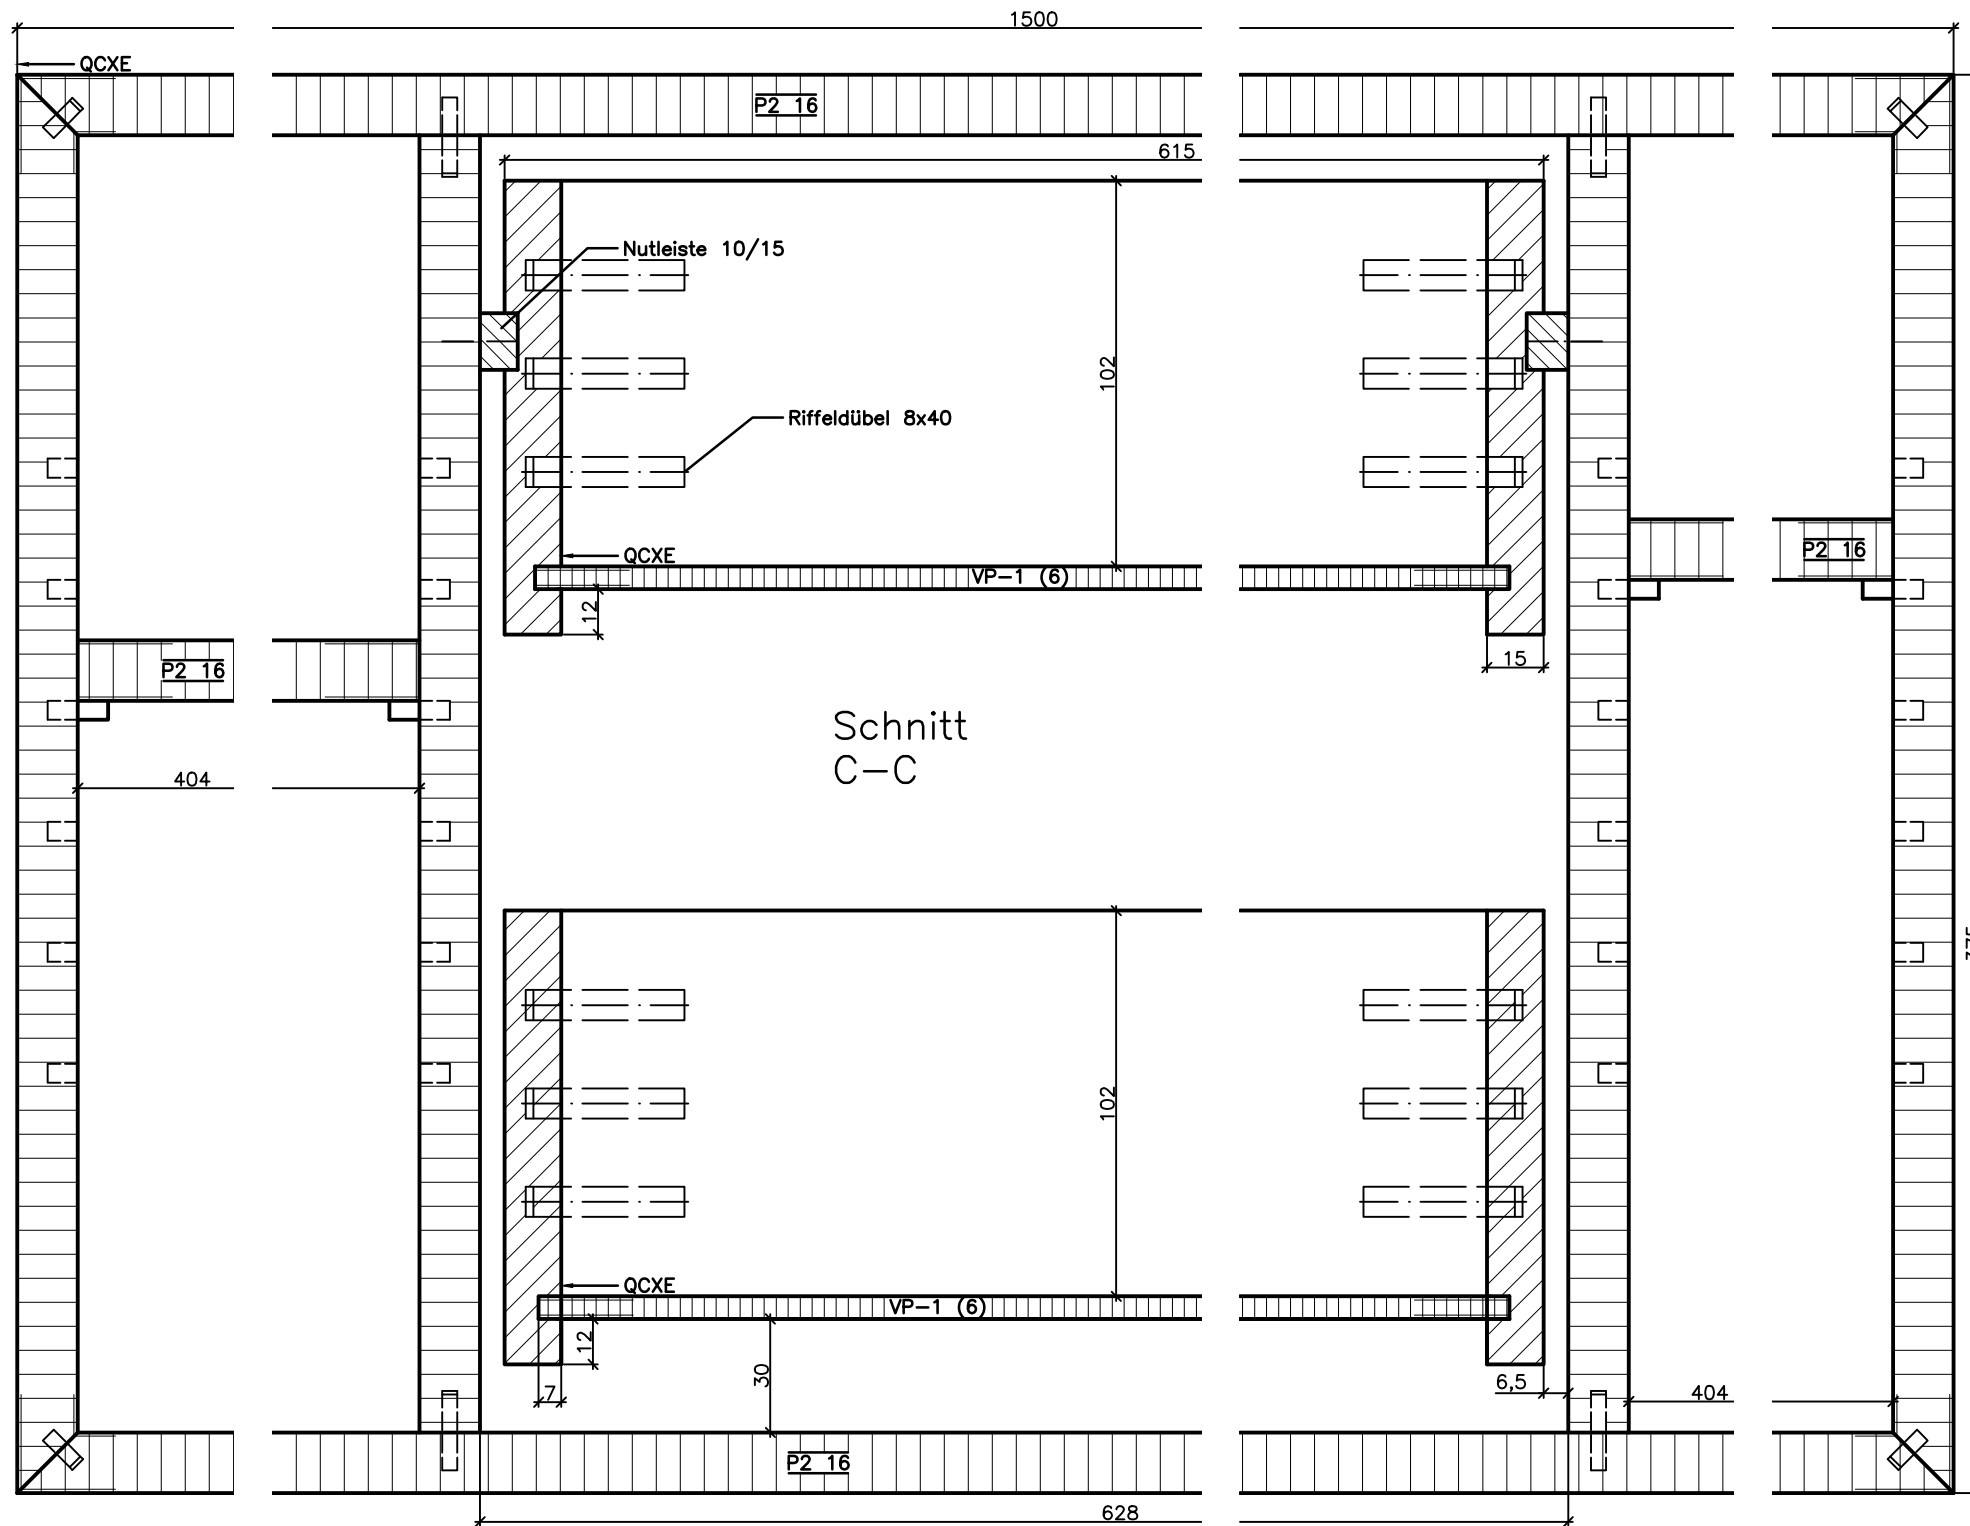 1500
QCXE
P2 16
615
Nutleiste 10/15
102
Riffeldübel 8x40
P2 16
QCXE
VP-1 (6)
12
15
P2 16
Schnitt
C-C
404
102
QCXE
VP-1 (6)
12
30
7
6,5
404
P2 16
628